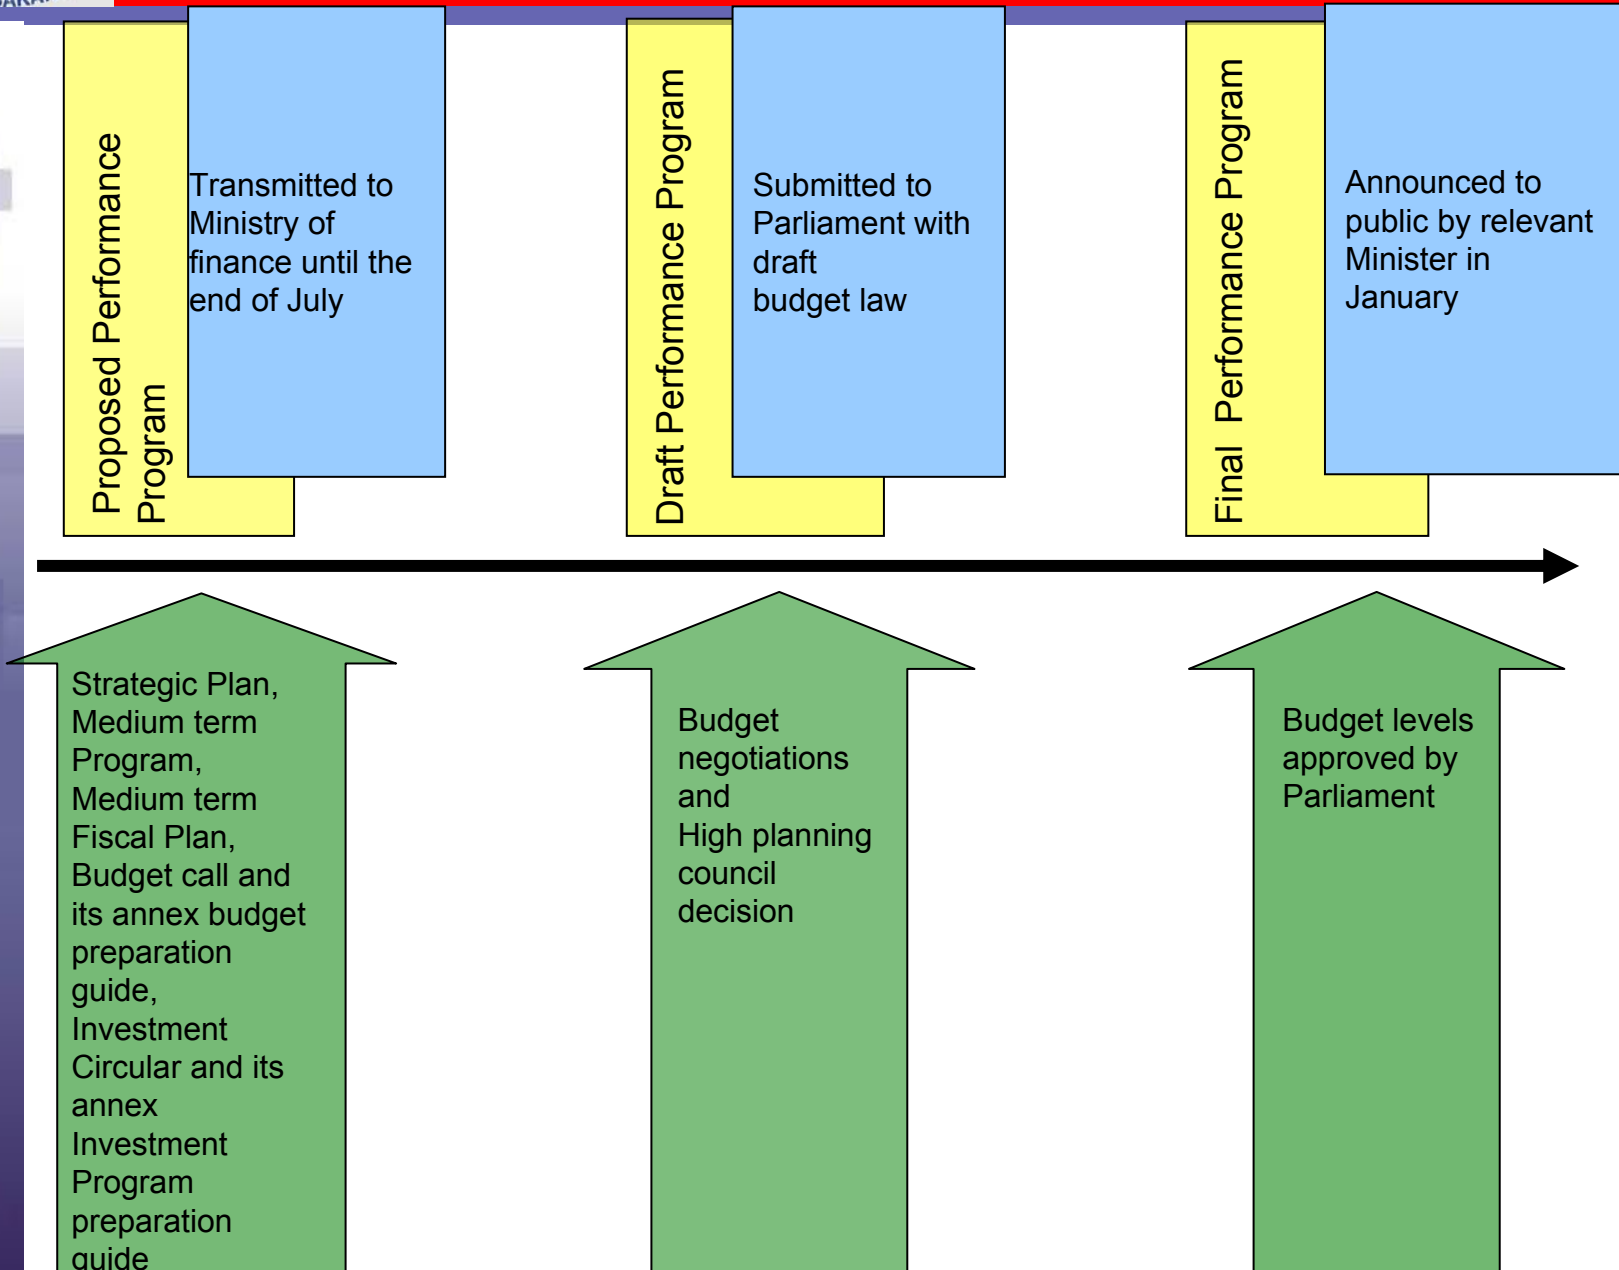 Proposed Performance
Program
Transmitted to
Ministry of
finance until the
end of July
Draft Performance Program
Submitted to
Parliament with
draft
budget law
Final Performance Program
Announced to
public by relevant
Minister in
January
Strategic Plan,
Medium term
Program,
Medium term
Fiscal Plan,
Budget call and
its annex budget
preparation
guide,
Investment
Circular and its
annex
Investment
Program
preparation
guide
Budget
negotiations
and
High planning
council
decision
Budget levels
approved by
Parliament